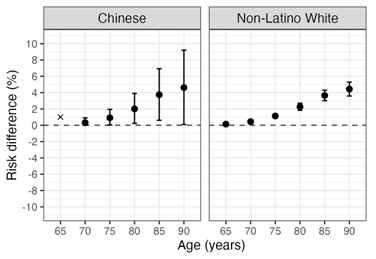 Chinese
Non-Latino White
Risk difference (%)
10
8
6
4
2
0
-2
-4
-6
-8
-10
65 70 75 80 85 90
65 70 75 80 85 90
Age (years)